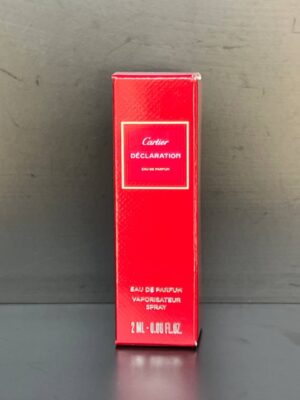 Cartier
DÉCLARATION
EAU DE PARFUM
EAU DE PARFUM
VAPORISATEUR
SPRAY
2 ML - 0.06 FL.OZ.